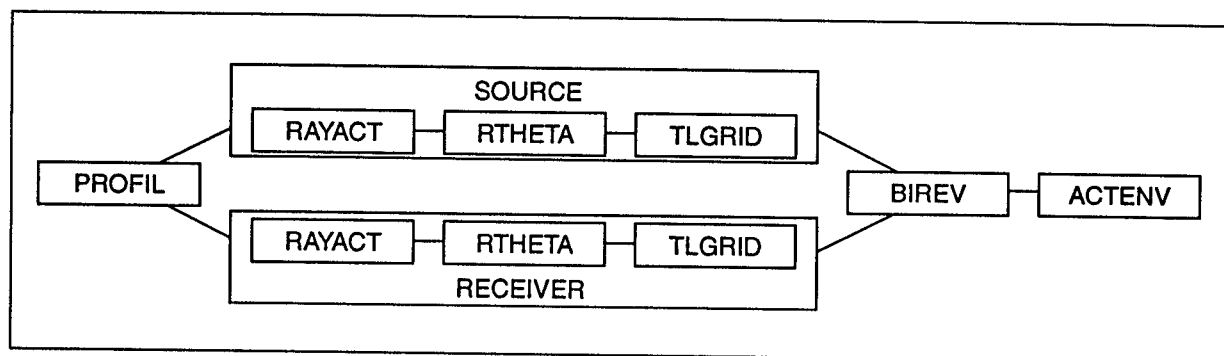 SOURCE
RAYACT RTHETA TLGRID
PROFIL
BIREV ACTENV
RAYACT RTHETA TLGRID
RECEIVER